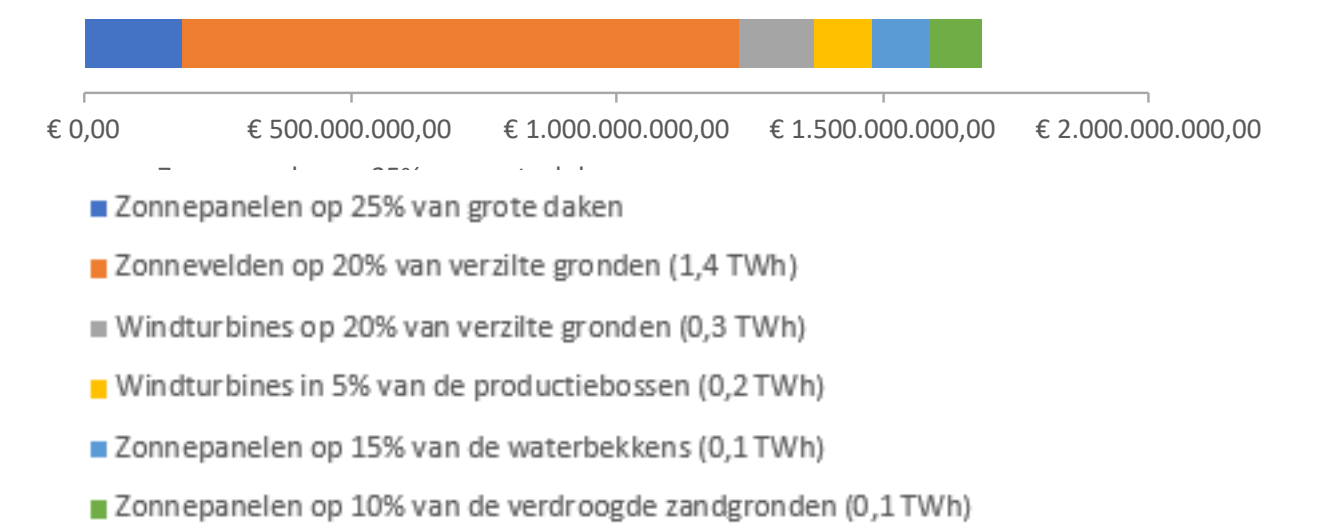 € 0,00 € 500.000.000,00 € 1.000.000.000,00 € 1.500.000.000,00 € 2.000.000.000,00
Zonnepanelen op 25% van grote daken
Zonnevelden op 20% van verzilte gronden (1,4 TWh)
Windturbines op 20% van verzilte gronden (0,3 TWh)
Windturbines in 5% van de productiebossen (0,2 TWh)
Zonnepanelen op 15% van de waterbekkens (0,1 TWh)
Zonnepanelen op 10% van de verdroogde zandgronden (0,1 TWh)